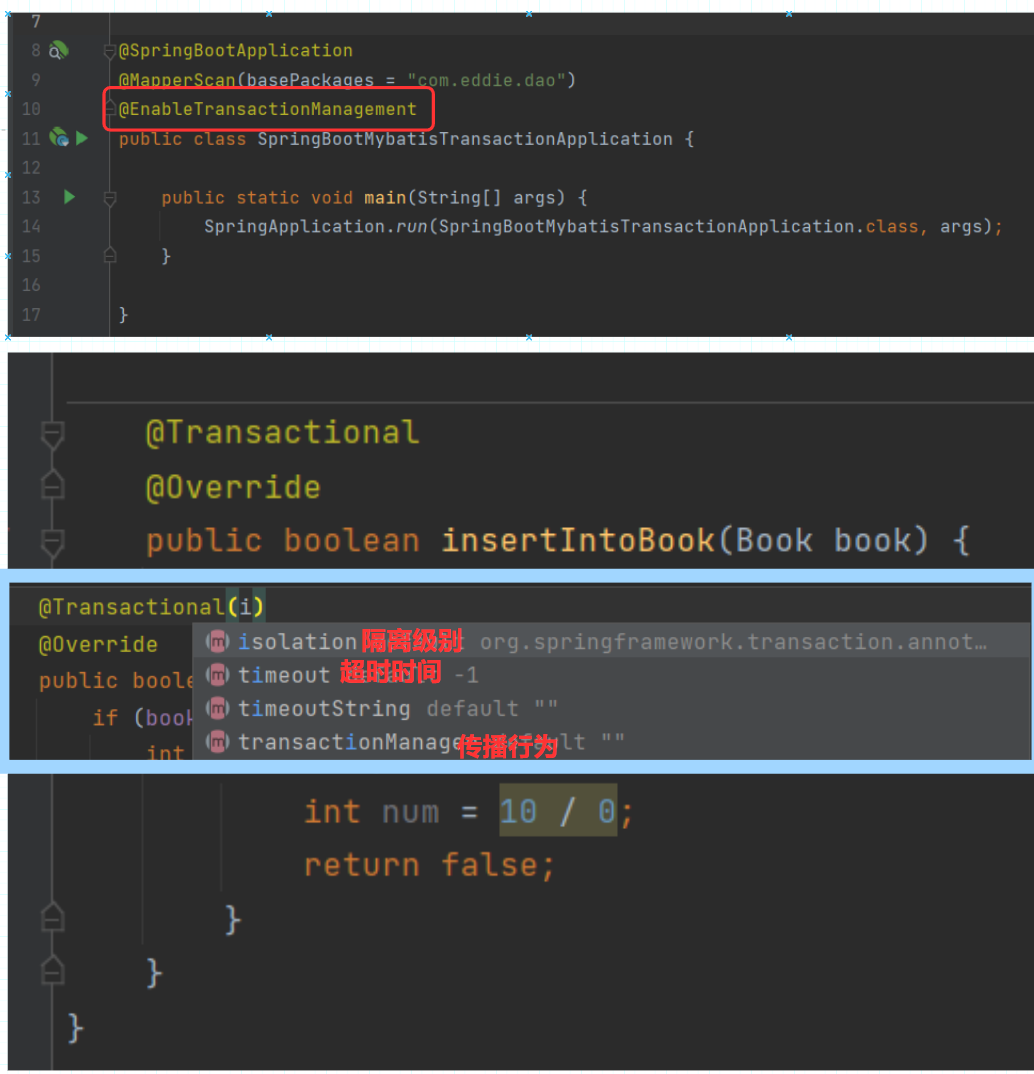 7
8 @SpringBootApplication
9 @MapperScan(basePackages = "com.eddie.dao")
10 @EnableTransactionManagement
11 public class SpringBootMybatisTransactionApplication {
12
13 public static void main(String[] args) {
14 SpringApplication.run(SpringBootMybatisTransactionApplication.class, args);
15 }
16
17 }
@Transactional
@Override
public boolean insertIntoBook(Book book) {
@Transactional(i)
@Override
isolation 隔离级别 org.springframework.transaction.annot…
超时时间
timeout -1
public boole
timeoutString default ""
if (book
transactionManage 传播行为 ""
int
int num = 10 / 0;
return false;
}
}
}